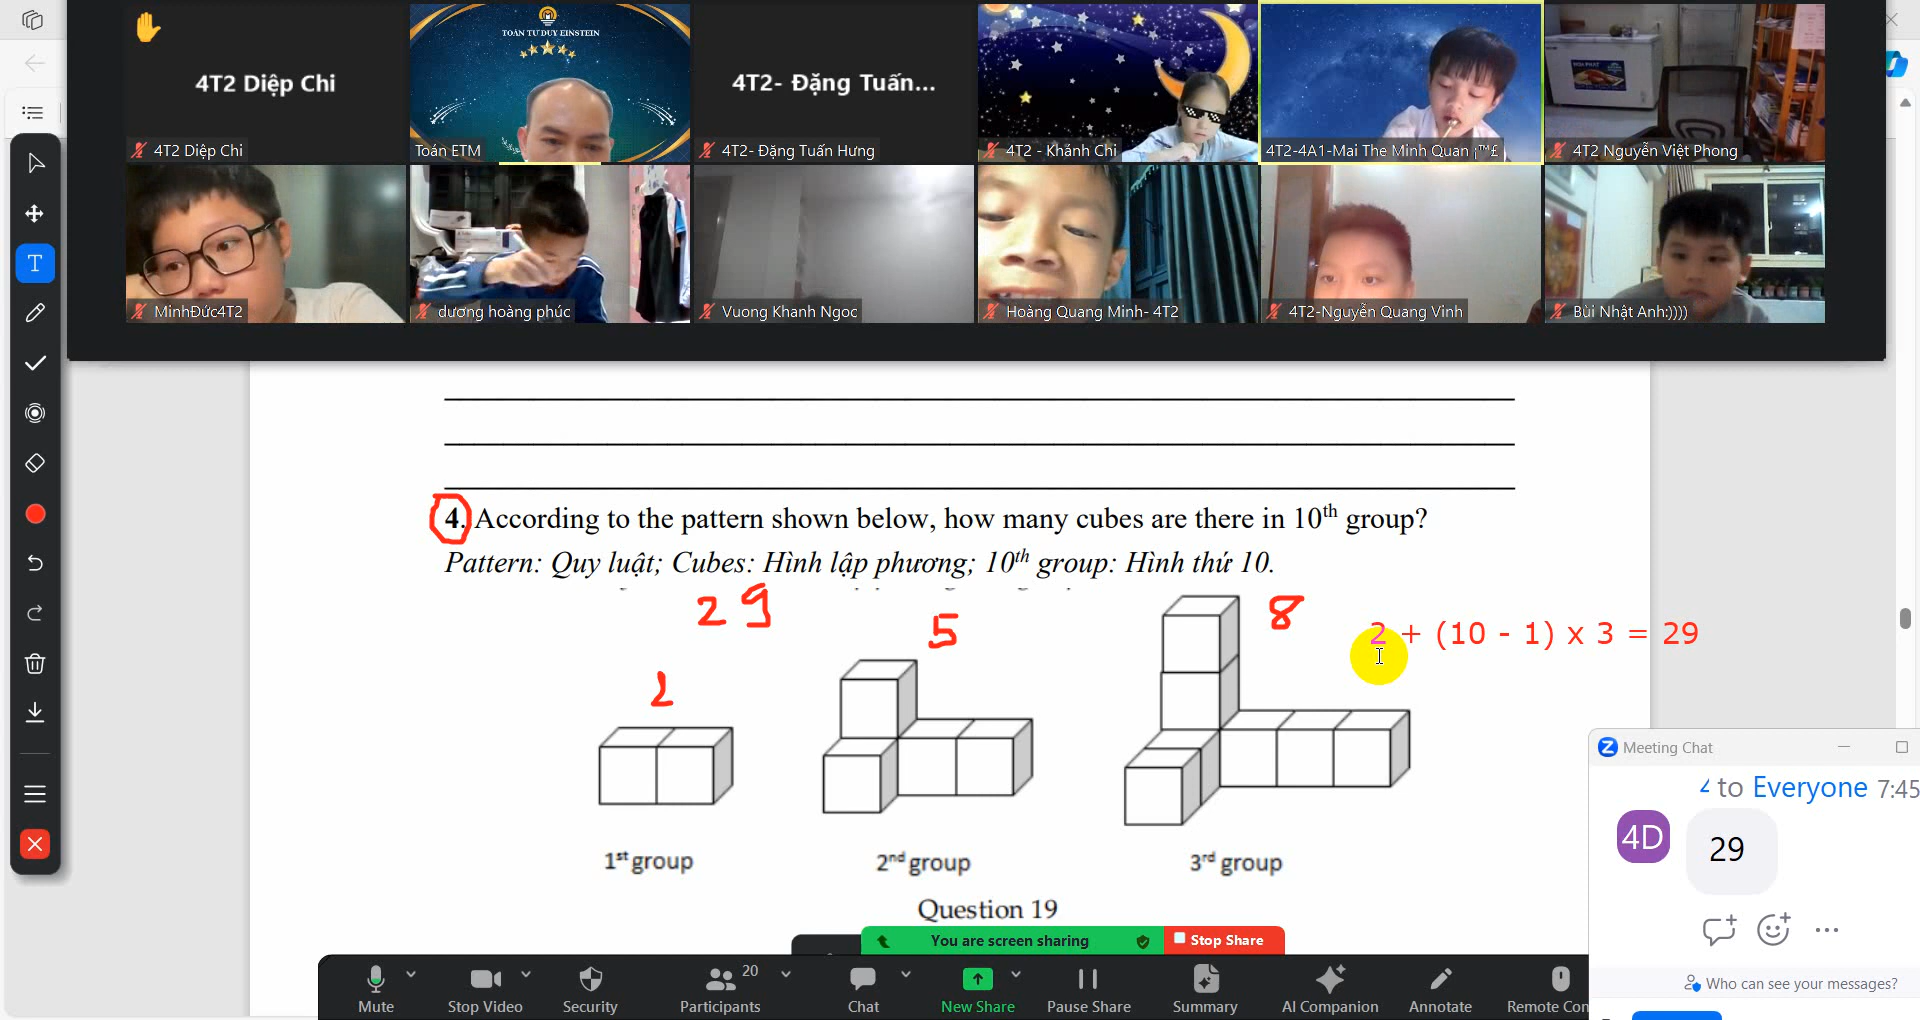 4T2 Diệp Chi
4T2 Diệp Chi
TOÁN TƯ DUY EINSTEIN
Toán ETM
4T2- Đặng Tuấn...
4T2- Đặng Tuấn Hưng
4T2 - Khánh Chi
4T2-4A1-Mai The Minh Quan ¡™£
4T2 Nguyễn Việt Phong
MinhĐức4T2
dương hoàng phúc
Vuong Khanh Ngoc
Hoàng Quang Minh- 4T2
4T2-Nguyễn Quang Vinh
Bùi Nhật Anh:))))
T
4. According to the pattern shown below, how many cubes are there in 10th group?
Pattern: Quy luật; Cubes: Hình lập phương; 10th group: Hình thứ 10.
29
5
8
2 + (10 - 1) x 3 = 29
2
1st group
2nd group
3rd group
Question 19
Meeting Chat
to Everyone 7:45
4D
29
Who can see your messages?
You are screen sharing
Stop Share
Mute
Stop Video
Security
Participants
20
Chat
New Share
Pause Share
Summary
AI Companion
Annotate
Remote Con